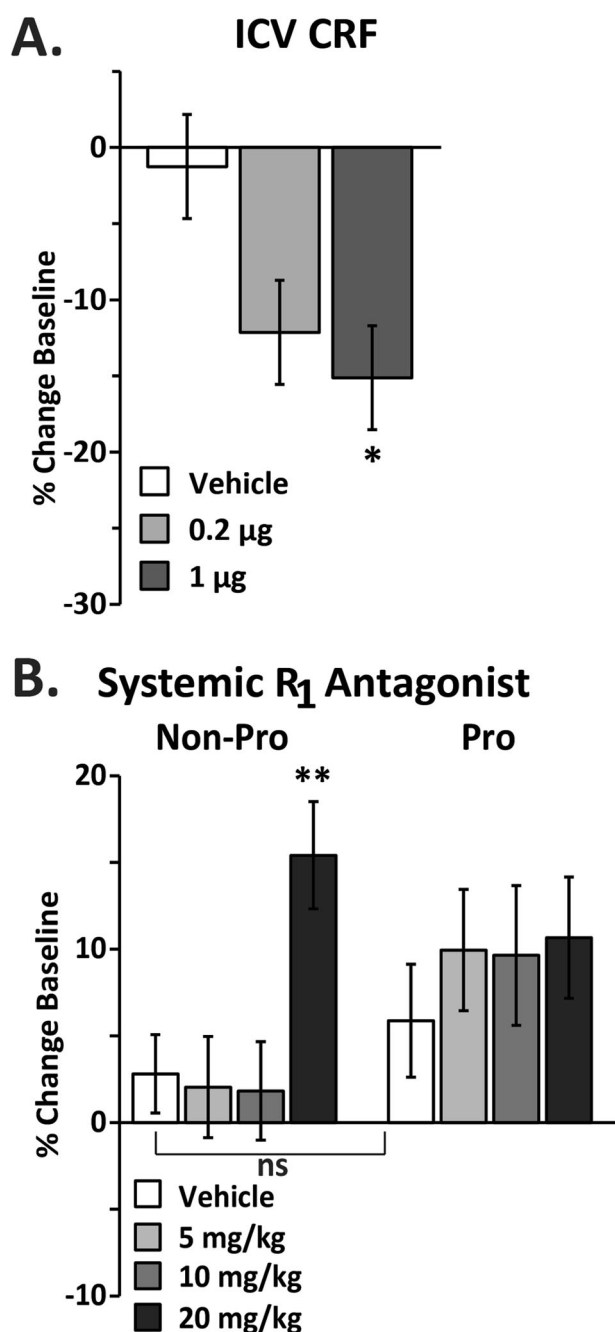 A. ICV CRF
0
-10
-20
-30
% Change Baseline
*
Vehicle
0.2 µg
1 µg
B. Systemic R1 Antagonist
Non-Pro Pro
**
20
10
0
-10
% Change Baseline
ns
Vehicle
5 mg/kg
10 mg/kg
20 mg/kg